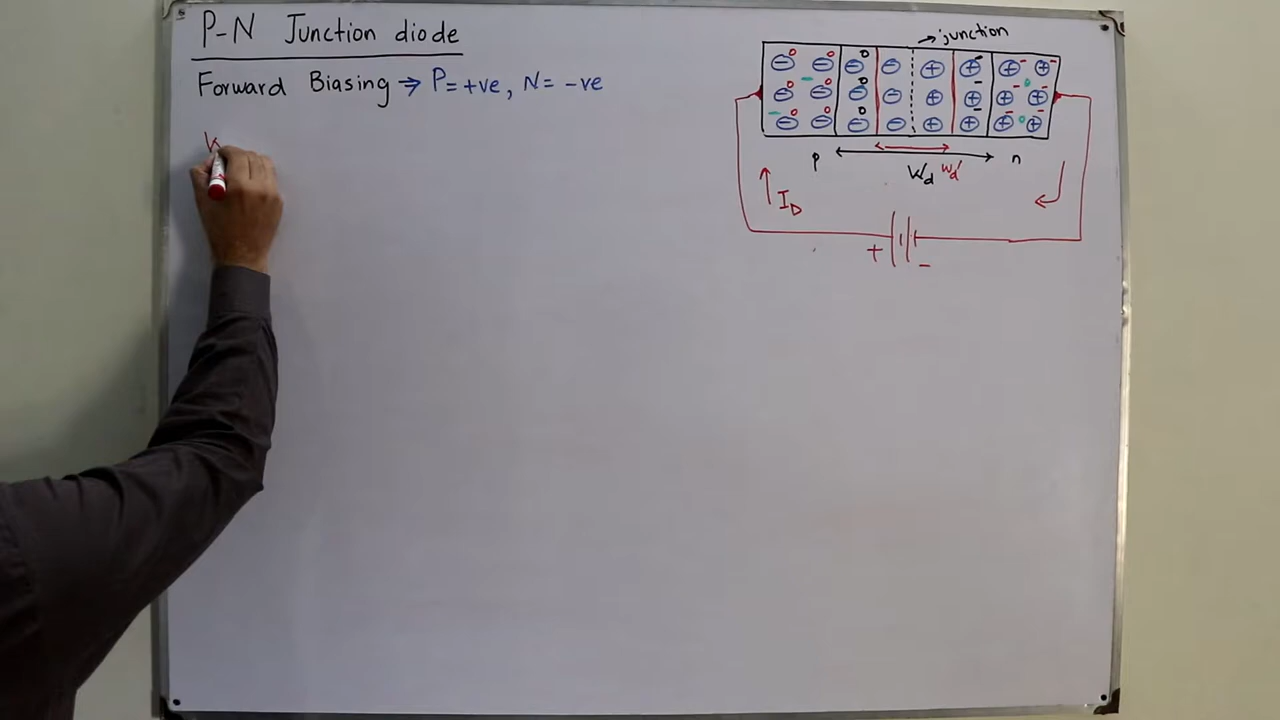 P-N Junction diode
Forward Biasing → P = +ve, N = -ve
→ junction
p
n
Wd Wd'
ID
+
-